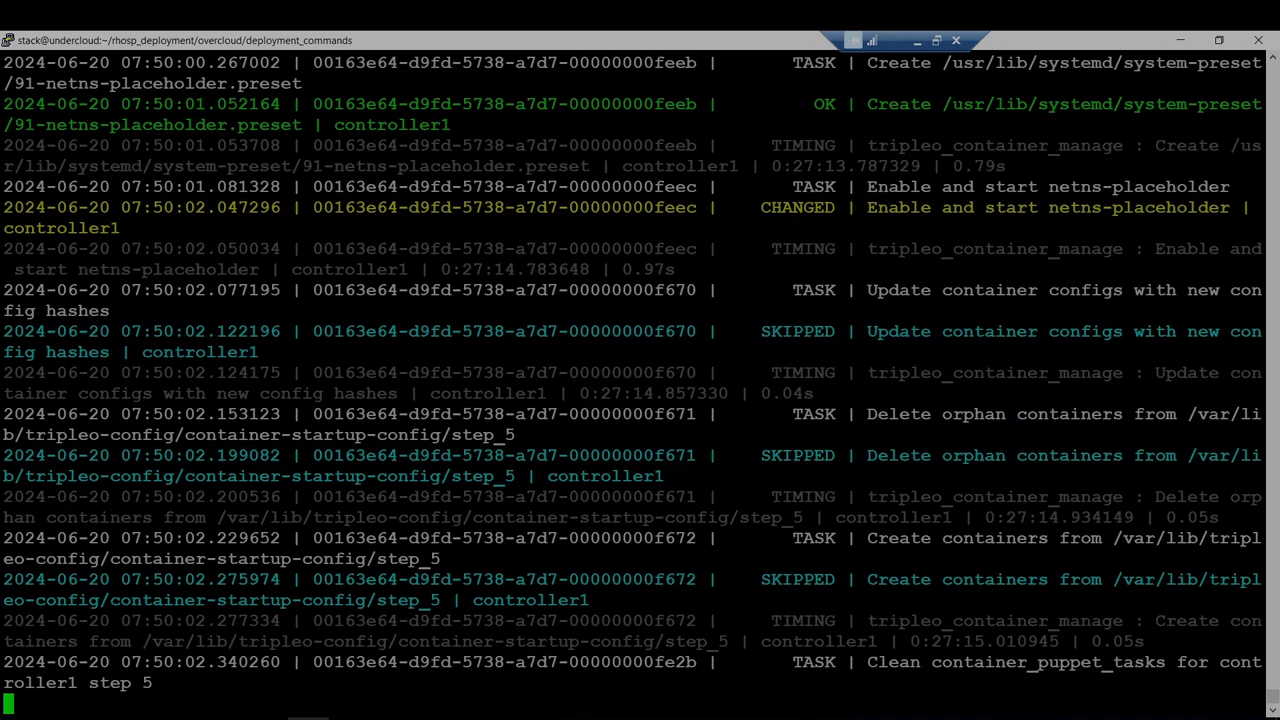 stack@undercloud:~/rhosp_deployment/overcloud/deployment_commands
2024-06-20 07:50:00.267002 | 00163e64-d9fd-5738-a7d7-00000000feeb |       TASK | Create /usr/lib/systemd/system-preset
/91-netns-placeholder.preset
2024-06-20 07:50:01.052164 | 00163e64-d9fd-5738-a7d7-00000000feeb |         OK | Create /usr/lib/systemd/system-preset
/91-netns-placeholder.preset | controller1
2024-06-20 07:50:01.053708 | 00163e64-d9fd-5738-a7d7-00000000feeb |     TIMING | tripleo_container_manage : Create /us
r/lib/systemd/system-preset/91-netns-placeholder.preset | controller1 | 0:27:13.787329 | 0.79s
2024-06-20 07:50:01.081328 | 00163e64-d9fd-5738-a7d7-00000000feec |       TASK | Enable and start netns-placeholder
2024-06-20 07:50:02.047296 | 00163e64-d9fd-5738-a7d7-00000000feec |    CHANGED | Enable and start netns-placeholder |
controller1
2024-06-20 07:50:02.050034 | 00163e64-d9fd-5738-a7d7-00000000feec |     TIMING | tripleo_container_manage : Enable and
 start netns-placeholder | controller1 | 0:27:14.783648 | 0.97s
2024-06-20 07:50:02.077195 | 00163e64-d9fd-5738-a7d7-00000000f670 |       TASK | Update container configs with new con
fig hashes
2024-06-20 07:50:02.122196 | 00163e64-d9fd-5738-a7d7-00000000f670 |    SKIPPED | Update container configs with new con
fig hashes | controller1
2024-06-20 07:50:02.124175 | 00163e64-d9fd-5738-a7d7-00000000f670 |     TIMING | tripleo_container_manage : Update con
tainer configs with new config hashes | controller1 | 0:27:14.857330 | 0.04s
2024-06-20 07:50:02.153123 | 00163e64-d9fd-5738-a7d7-00000000f671 |       TASK | Delete orphan containers from /var/li
b/tripleo-config/container-startup-config/step_5
2024-06-20 07:50:02.199082 | 00163e64-d9fd-5738-a7d7-00000000f671 |    SKIPPED | Delete orphan containers from /var/li
b/tripleo-config/container-startup-config/step_5 | controller1
2024-06-20 07:50:02.200536 | 00163e64-d9fd-5738-a7d7-00000000f671 |     TIMING | tripleo_container_manage : Delete orp
han containers from /var/lib/tripleo-config/container-startup-config/step_5 | controller1 | 0:27:14.934149 | 0.05s
2024-06-20 07:50:02.229652 | 00163e64-d9fd-5738-a7d7-00000000f672 |       TASK | Create containers from /var/lib/tripl
eo-config/container-startup-config/step_5
2024-06-20 07:50:02.275974 | 00163e64-d9fd-5738-a7d7-00000000f672 |    SKIPPED | Create containers from /var/lib/tripl
eo-config/container-startup-config/step_5 | controller1
2024-06-20 07:50:02.277334 | 00163e64-d9fd-5738-a7d7-00000000f672 |     TIMING | tripleo_container_manage : Create con
tainers from /var/lib/tripleo-config/container-startup-config/step_5 | controller1 | 0:27:15.010945 | 0.05s
2024-06-20 07:50:02.340260 | 00163e64-d9fd-5738-a7d7-00000000fe2b |       TASK | Clean container_puppet_tasks for cont
roller1 step 5